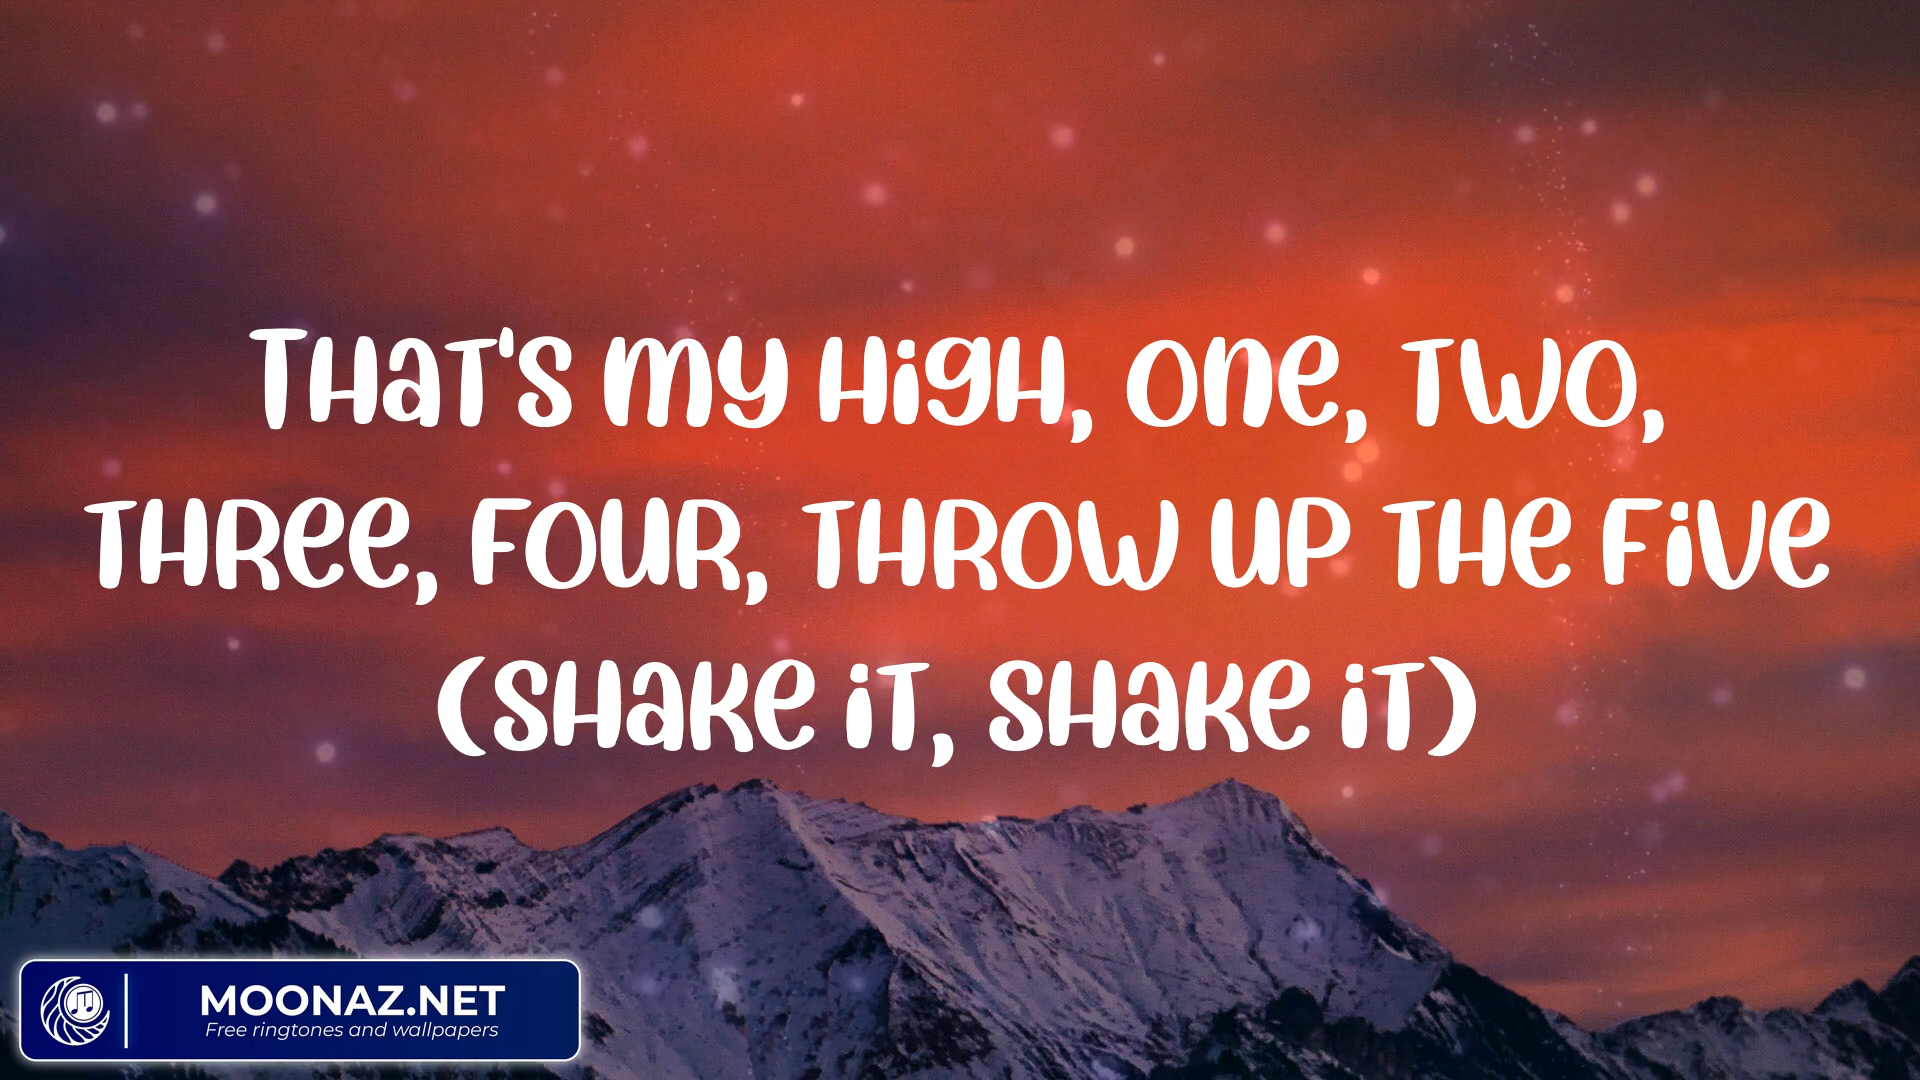 That's my high, one, two,
three, four, throw up the five
(shake it, shake it)
MOONAZ.NET
Free ringtones and wallpapers